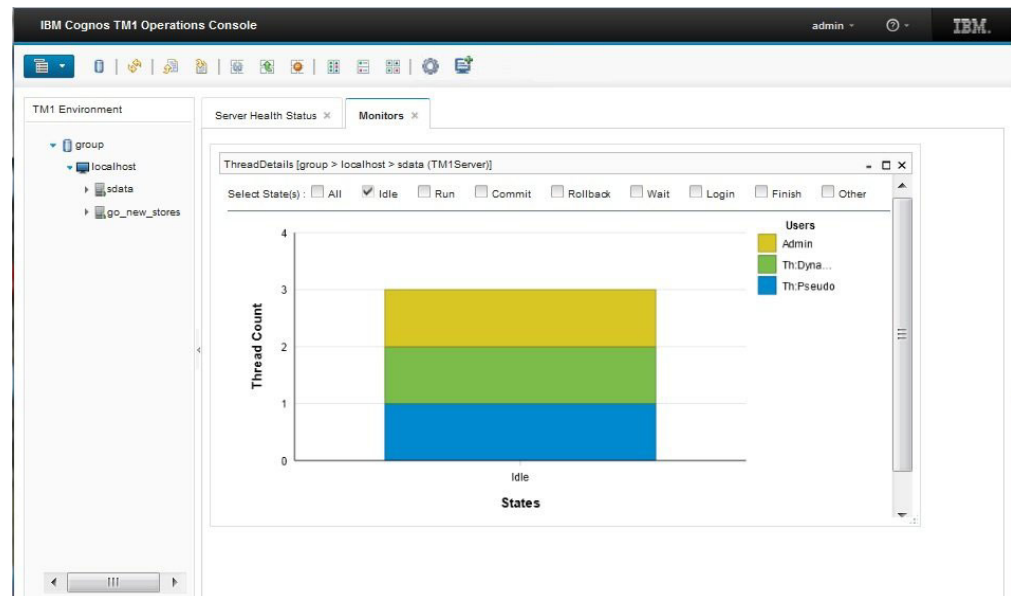 IBM Cognos TM1 Operations Console
admin
IBM.
TM1 Environment
group
localhost
sdata
go_new_stores
Server Health Status ×
Monitors ×
ThreadDetails [group > localhost > sdata (TM1Server)]
Select State(s) : All Idle Run Commit Rollback Wait Login Finish Other
4
3
2
1
0
Thread Count
Idle
States
Users
Admin
Th:Dyna...
Th:Pseudo